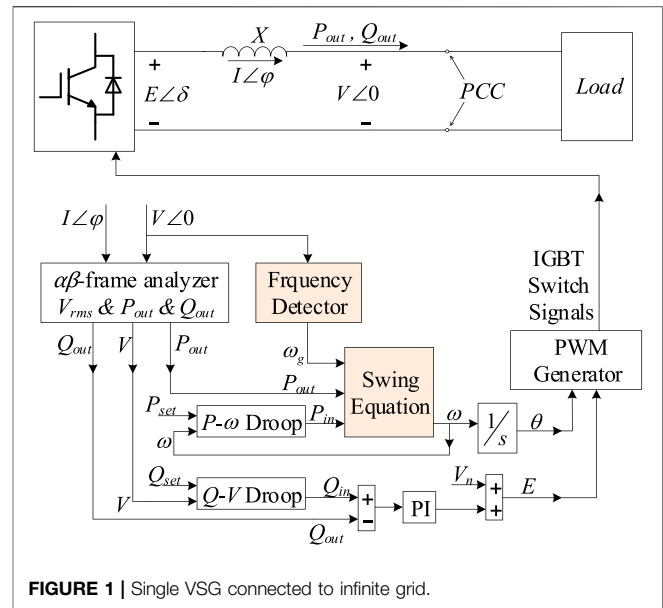 X
P_out , Q_out
I∠φ
+
E∠δ
−
+
V∠0
−
PCC
Load
I∠φ
V∠0
IGBT
Switch
Signals
αβ-frame analyzer
V_rms & P_out & Q_out
Frquency
Detector
PWM
Generator
Q_out
V
P_out
ω_g
P_out
Swing
Equation
P_set
P-ω Droop
P_in
ω
ω
1/s
θ
Q_set
Q-V Droop
V
Q_in
+
−
Q_out
PI
V_n
+
+
E
FIGURE 1 | Single VSG connected to infinite grid.